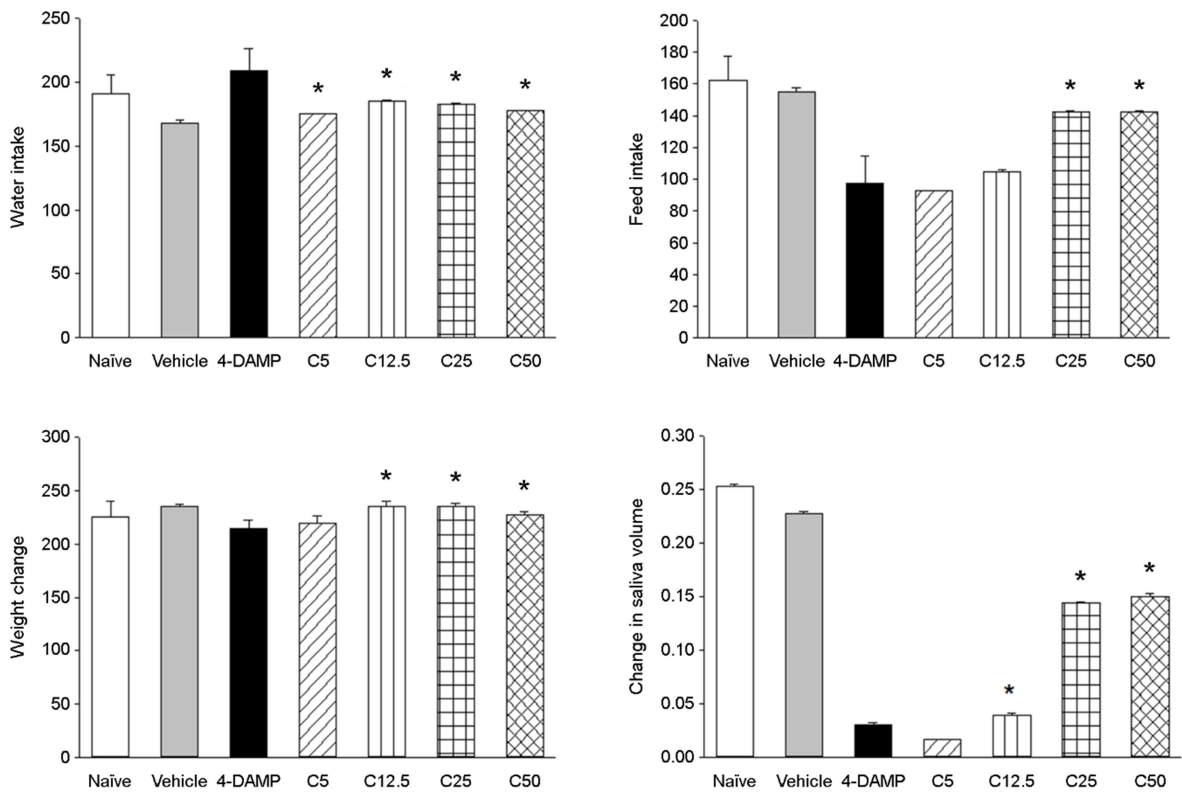 250
200
150
100
50
0
Water intake
* * * *
Naïve Vehicle 4-DAMP C5 C12.5 C25 C50
200
180
160
140
120
100
80
60
40
20
0
Feed intake
* *
Naïve Vehicle 4-DAMP C5 C12.5 C25 C50
300
250
200
150
100
50
0
Weight change
* * *
Naïve Vehicle 4-DAMP C5 C12.5 C25 C50
0.30
0.25
0.20
0.15
0.10
0.05
0.00
Change in saliva volume
* * *
Naïve Vehicle 4-DAMP C5 C12.5 C25 C50